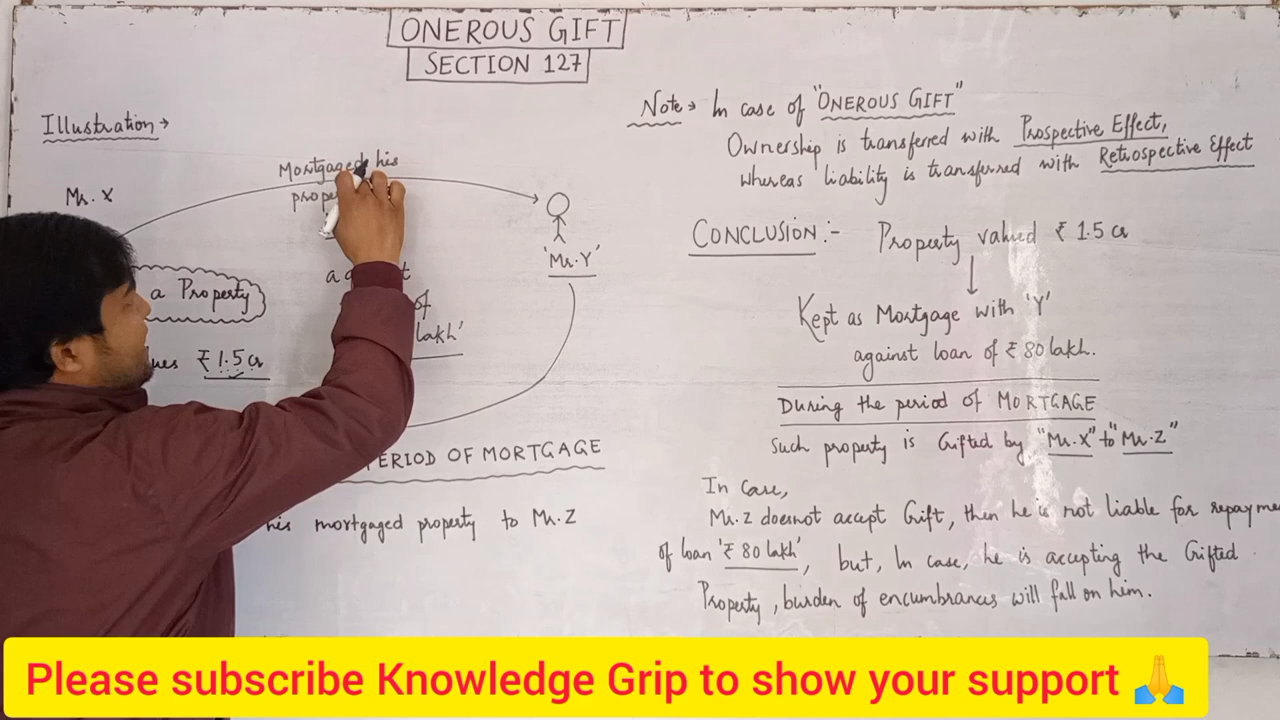 ONEROUS GIFT
SECTION 127
Illustration→
Mr. X
Mortgaged his
'Mr. Y'
a Property
₹ 1.5 Cr
of
lakh'
PERIOD OF MORTGAGE
his mortgaged property to Mr. Z
Note→ In case of "ONEROUS GIFT"
Ownership is transferred with Prospective Effect,
whereas liability is transferred with Retrospective Effect
CONCLUSION:- Property valued ₹ 1.5 Cr
Kept as Mortgage with 'Y'
against loan of ₹ 80 lakh.
During the period of MORTGAGE
Such property is Gifted by "Mr. X" to "Mr. Z"
In Case,
Mr. Z doesnot accept Gift, then he is not liable for repayme
of loan '₹ 80 lakh', but, In case, he is accepting the Gifted
Property, burden of encumbrances will fall on him.
Please subscribe Knowledge Grip to show your support 🙏